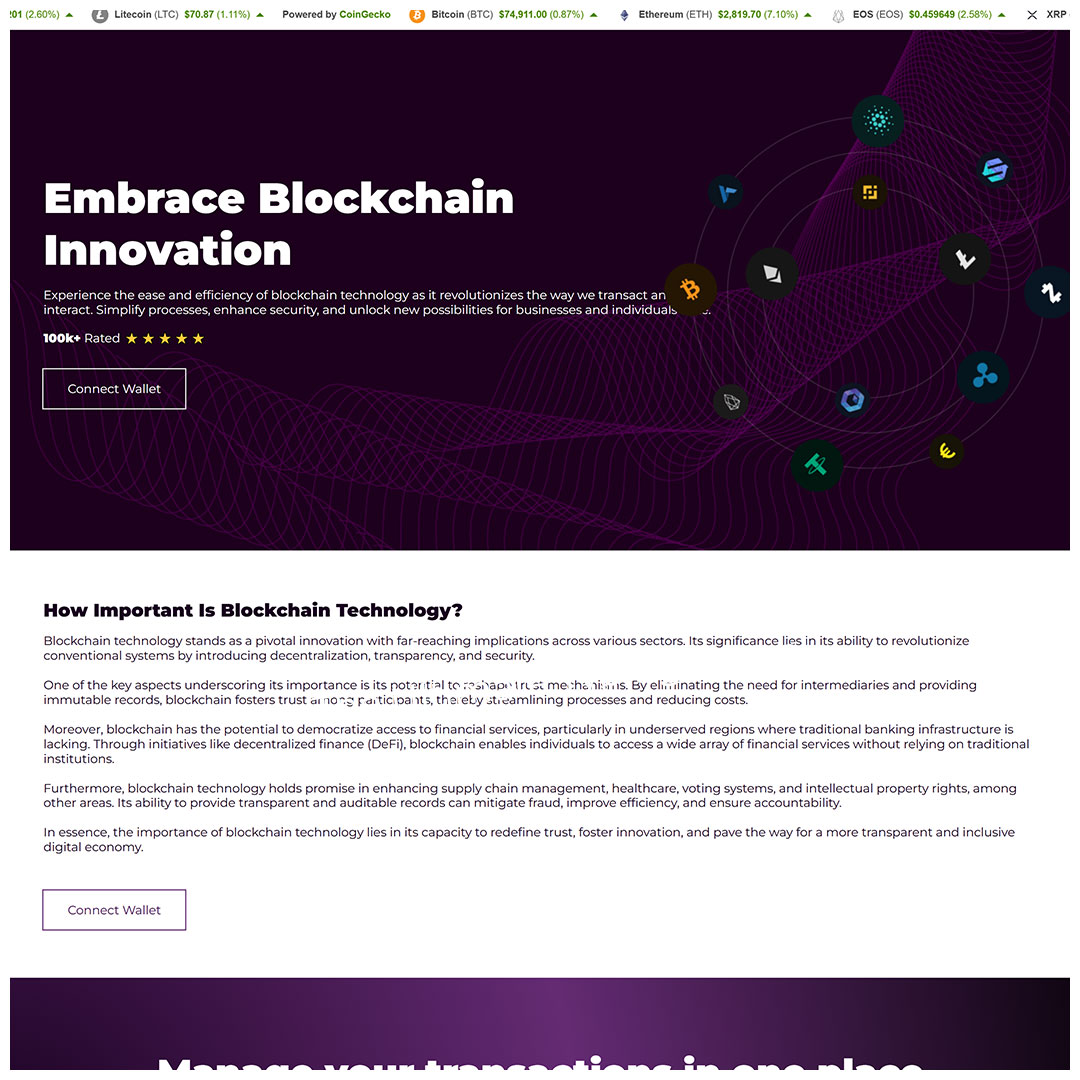 201 (2.60%) Litecoin (LTC) $70.87 (1.11%) Powered by CoinGecko Bitcoin (BTC) $74,911.00 (0.87%) Ethereum (ETH) $2,819.70 (7.10%) EOS (EOS) $0.459649 (2.58%) XRP
Embrace Blockchain
Innovation
Experience the ease and efficiency of blockchain technology as it revolutionizes the way we transact
interact. Simplify processes, enhance security, and unlock new possibilities for businesses and individuals
100k+ Rated ★ ★ ★ ★ ★
Connect Wallet
How Important Is Blockchain Technology?
Blockchain technology stands as a pivotal innovation with far-reaching implications across various sectors. Its significance lies in its ability to revolutionize
conventional systems by introducing decentralization, transparency, and security.
One of the key aspects underscoring its importance is its potential to reshape trust mechanisms. By eliminating the need for intermediaries and providing
immutable records, blockchain fosters trust among participants, thereby streamlining processes and reducing costs.
Moreover, blockchain has the potential to democratize access to financial services, particularly in underserved regions where traditional banking infrastructure is
lacking. Through initiatives like decentralized finance (DeFi), blockchain enables individuals to access a wide array of financial services without relying on traditional
institutions.
Furthermore, blockchain technology holds promise in enhancing supply chain management, healthcare, voting systems, and intellectual property rights, among
other areas. Its ability to provide transparent and auditable records can mitigate fraud, improve efficiency, and ensure accountability.
In essence, the importance of blockchain technology lies in its capacity to redefine trust, foster innovation, and pave the way for a more transparent and inclusive
digital economy.
Connect Wallet
Manage your transactions in one place